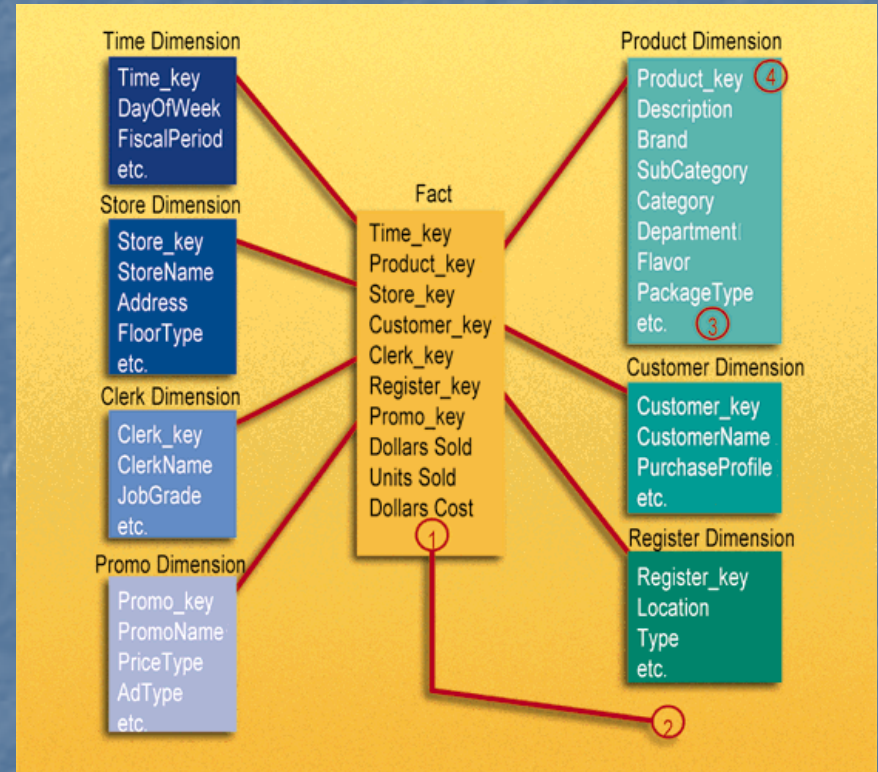 Time Dimension
Time_key
DayOfWeek
FiscalPeriod
etc.
Store Dimension
Store_key
StoreName
Address
FloorType
etc.
Clerk Dimension
Clerk_key
ClerkName
JobGrade
etc.
Promo Dimension
Promo_key
PromoName
PriceType
AdType
etc.
Fact
Time_key
Product_key
Store_key
Customer_key
Clerk_key
Register_key
Promo_key
Dollars Sold
Units Sold
Dollars Cost
1
2
Product Dimension
Product_key 4
Description
Brand
SubCategory
Category
Department
Flavor
PackageType
etc. 3
Customer Dimension
Customer_key
CustomerName
PurchaseProfile
etc.
Register Dimension
Register_key
Location
Type
etc.